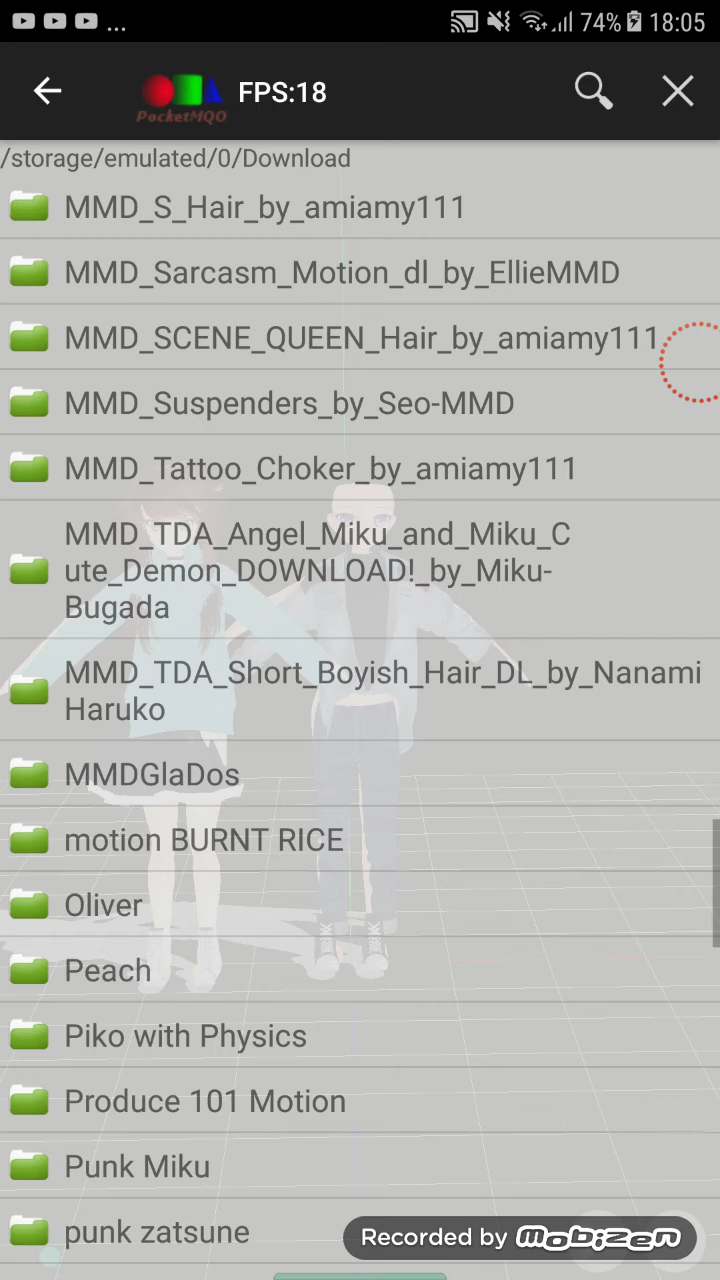 ... 74% 18:05
PocketMQO FPS:18
/storage/emulated/0/Download
MMD_S_Hair_by_amiamy111
MMD_Sarcasm_Motion_dl_by_EllieMMD
MMD_SCENE_QUEEN_Hair_by_amiamy111
MMD_Suspenders_by_Seo-MMD
MMD_Tattoo_Choker_by_amiamy111
MMD_TDA_Angel_Miku_and_Miku_C
ute_Demon_DOWNLOAD!_by_Miku-
Bugada
MMD_TDA_Short_Boyish_Hair_DL_by_Nanami
Haruko
MMDGlaDos
motion BURNT RICE
Oliver
Peach
Piko with Physics
Produce 101 Motion
Punk Miku
punk zatsune
Recorded by mobizen